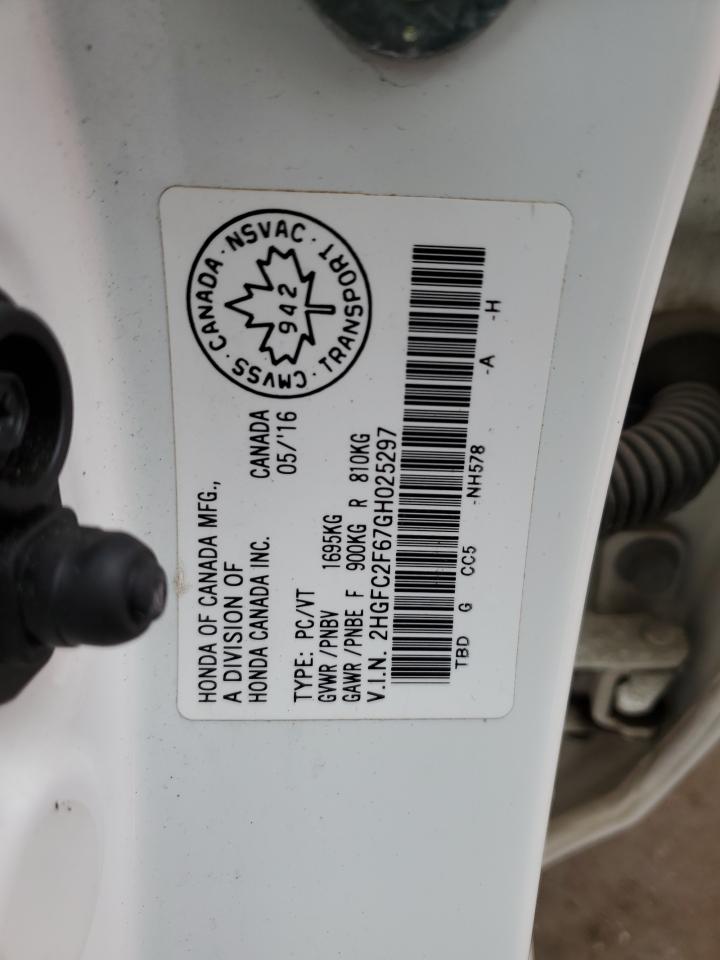 HONDA OF CANADA MFG.,
A DIVISION OF
HONDA CANADA INC. CANADA
05/'16
CMVSS · CANADA · NSVAC · TRANSPORT
942
TYPE: PC/VT
GVWR /PNBV 1695KG
GAWR /PNBE F 900KG R 810KG
V.I.N. 2HGFC2F67GH025297
TBD G CC5 -NH578 -A -H